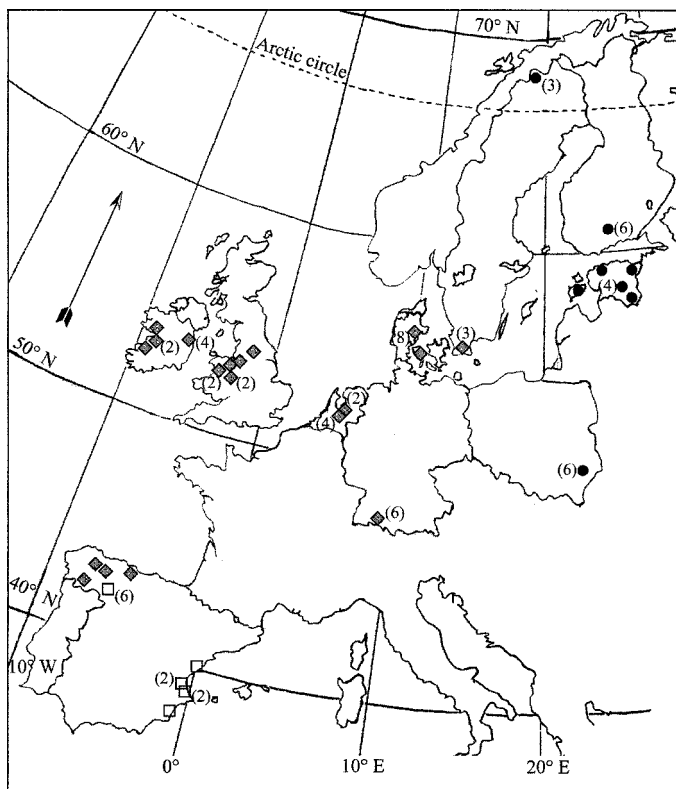 70° N
Arctic circle
(3)
60° N
(6)
(4)
50° N
(2)
(4)
8
(3)
(2)
(2)
(2)
(4)
(6)
(6)
40° N
(6)
10° W
(2)
(2)
0°
10° E
20° E